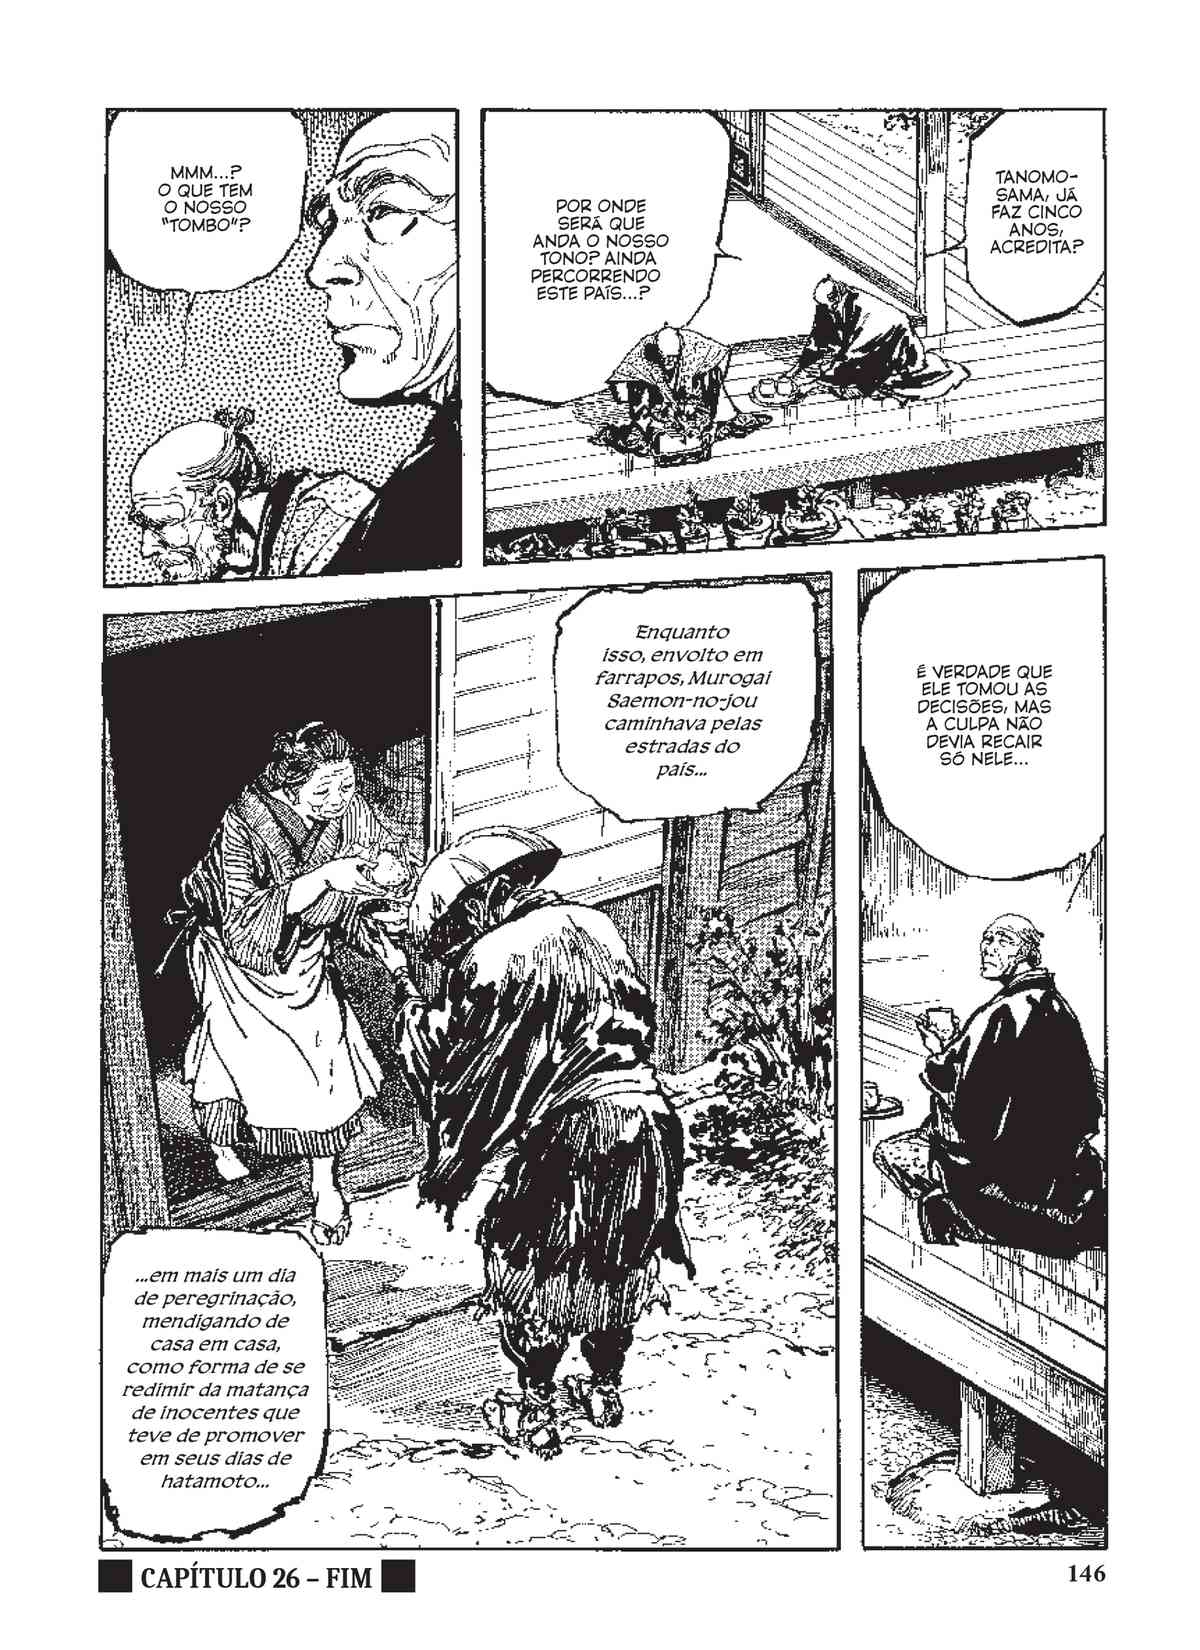 TANOMO-
SAMA, JÁ
FAZ CINCO
ANOS,
ACREDITA?
POR ONDE
SERÁ QUE
ANDA O NOSSO
TONO? AINDA
PERCORRENDO
ESTE PAÍS...?
MMM...?
O QUE TEM
O NOSSO
“TOMBO”?
É VERDADE QUE
ELE TOMOU AS
DECISÕES, MAS
A CULPA NÃO
DEVIA RECAIR
SÓ NELE...
Enquanto
isso, envolto em
farrapos, Murogai
Saemon-no-jou
caminhava pelas
estradas do
país...
...em mais um dia
de peregrinação,
mendigando de
casa em casa,
como forma de se
redimir da matança
de inocentes que
teve de promover
em seus dias de
hatamoto...
CAPÍTULO 26 – FIM
146